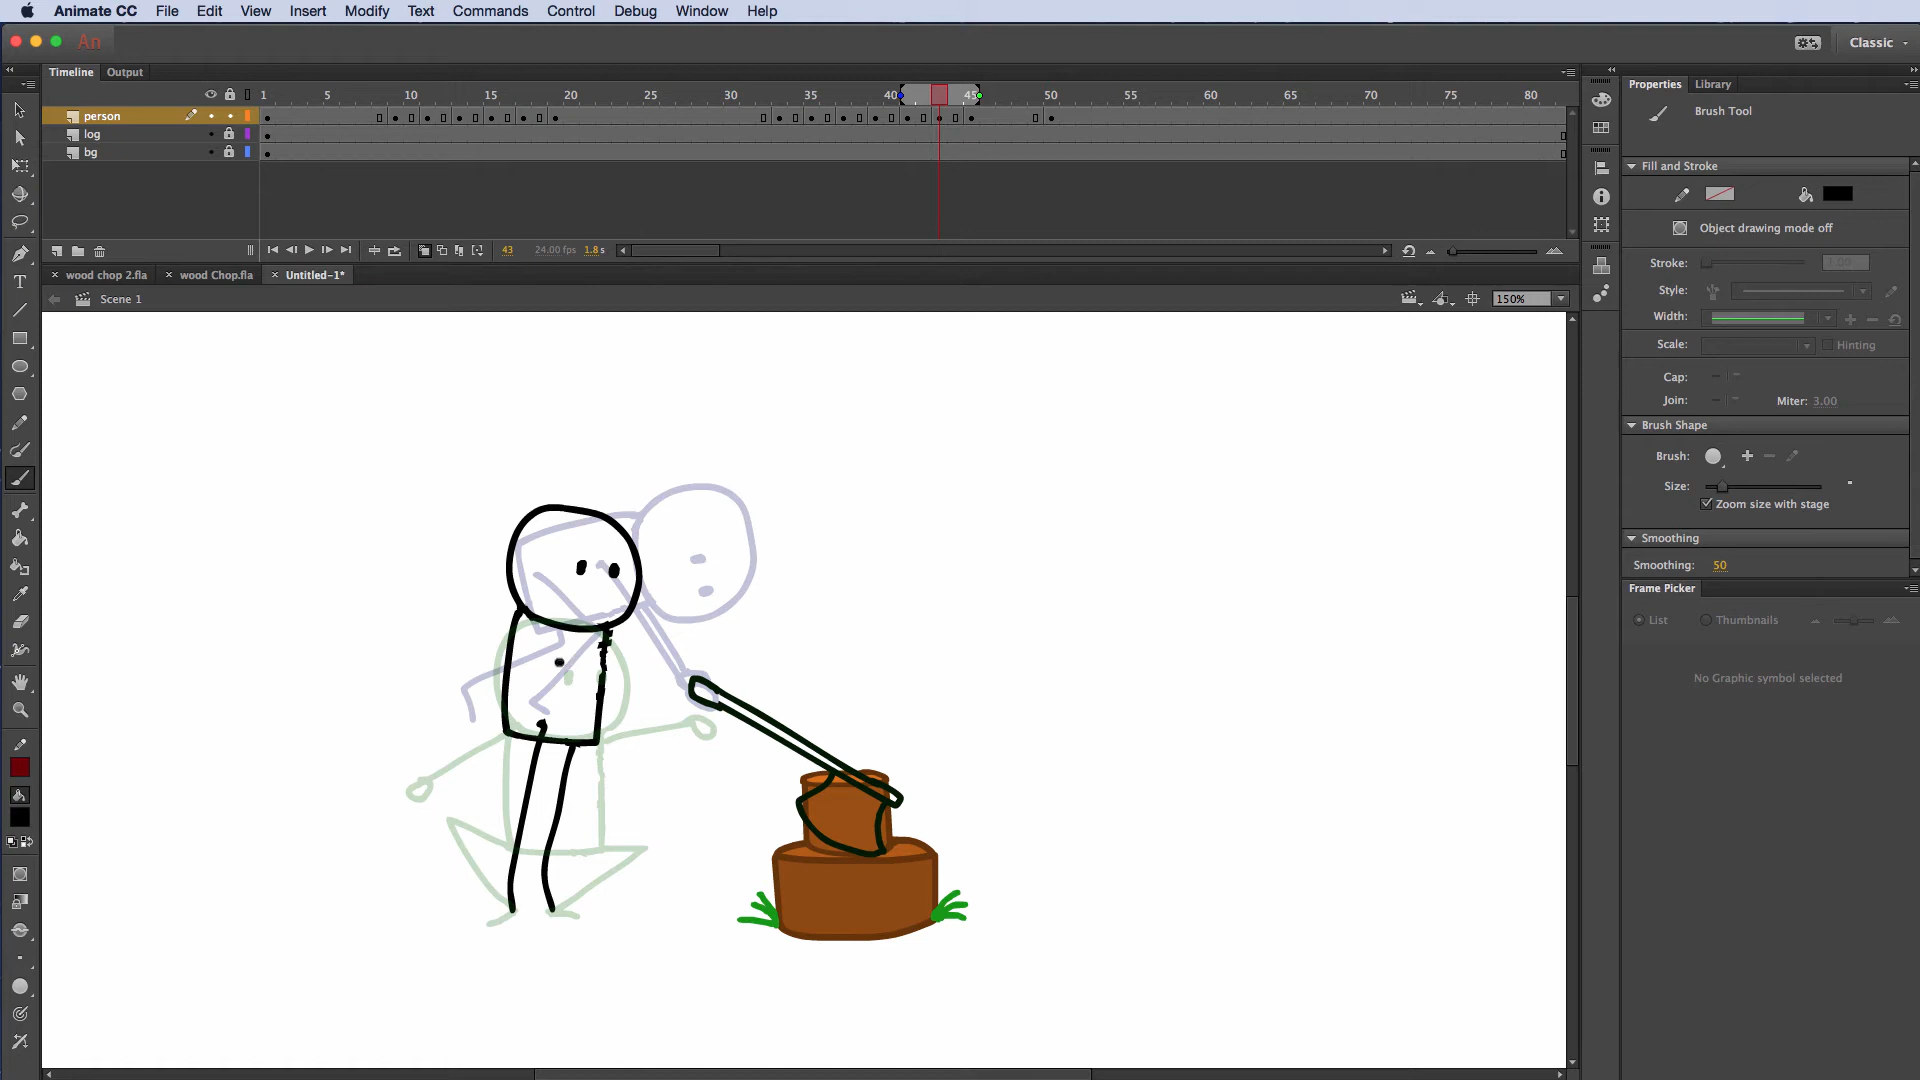 Animate CC File Edit View Insert Modify Text Commands Control Debug Window Help
An
Classic
Timeline Output
1 5 10 15 20 25 30 35 40 45 50 55 60 65 70 75 80
person
log
bg
43 24.00 fps 1.8 s
wood chop 2.fla
wood Chop.fla
Untitled-1*
Scene 1
150%
Properties Library
Brush Tool
Fill and Stroke
Object drawing mode off
Stroke: 1.00
Style:
Width:
Scale:
Hinting
Cap:
Join:
Miter: 3.00
Brush Shape
Brush:
Size:
Zoom size with stage
Smoothing
Smoothing: 50
Frame Picker
List Thumbnails
No Graphic symbol selected